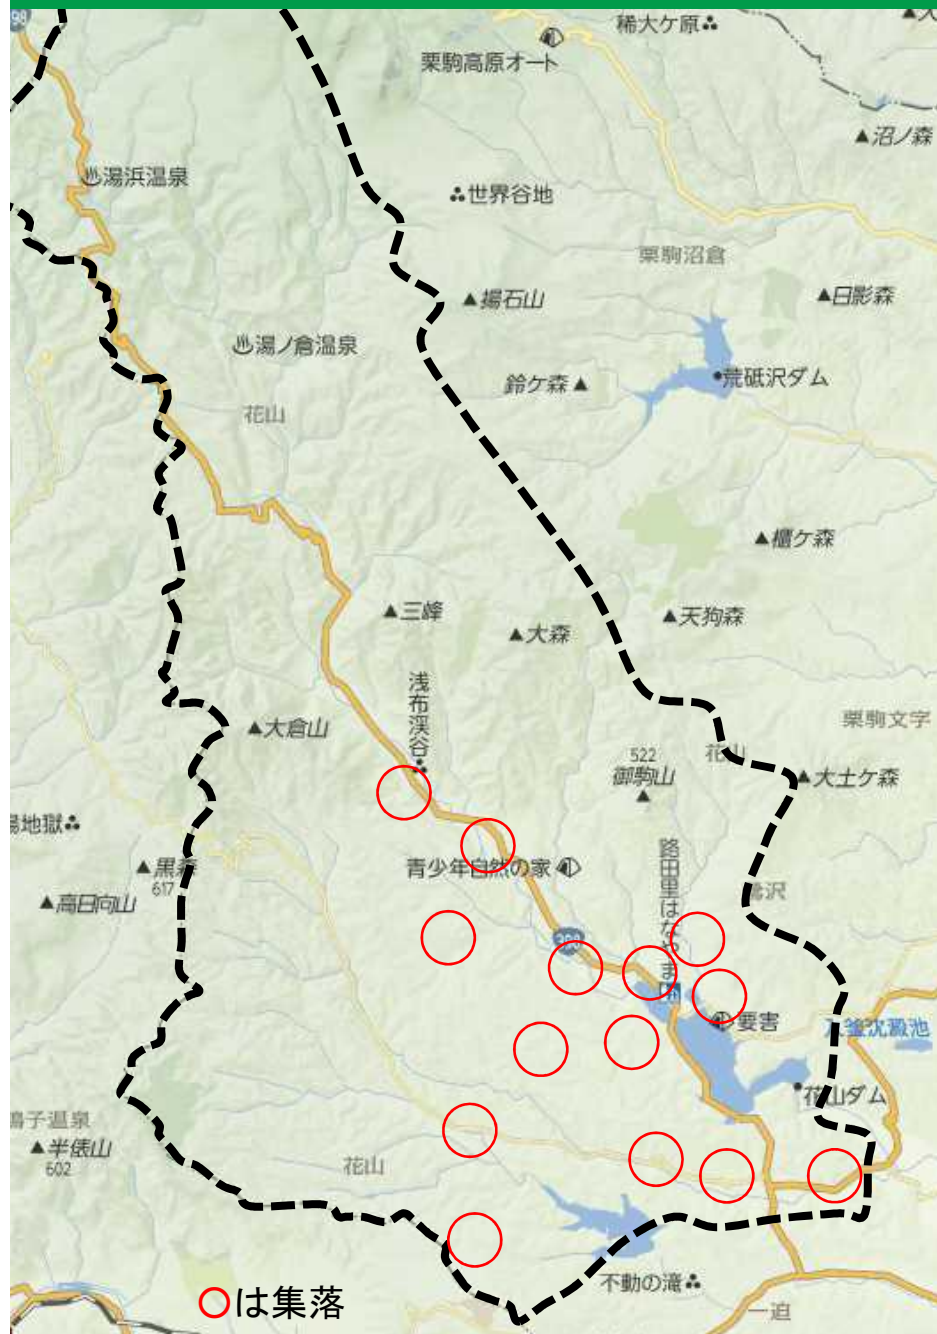 98
稀大ケ原
栗駒高原オート
沼ノ森
湯浜温泉
世界谷地
栗駒沼倉
揚石山
日影森
湯ノ倉温泉
荒砥沢ダム
鈴ケ森
花山
櫃ケ森
三峰
天狗森
大森
浅布渓谷
栗駒文字
大倉山
花山
522
御駒山
大土ケ森
地獄
路田里はなやま
黒森
617
青少年自然の家
高日向山
398
要害
花山ダム
子温泉
半俵山
602
花山
不動の滝
一迫
は集落